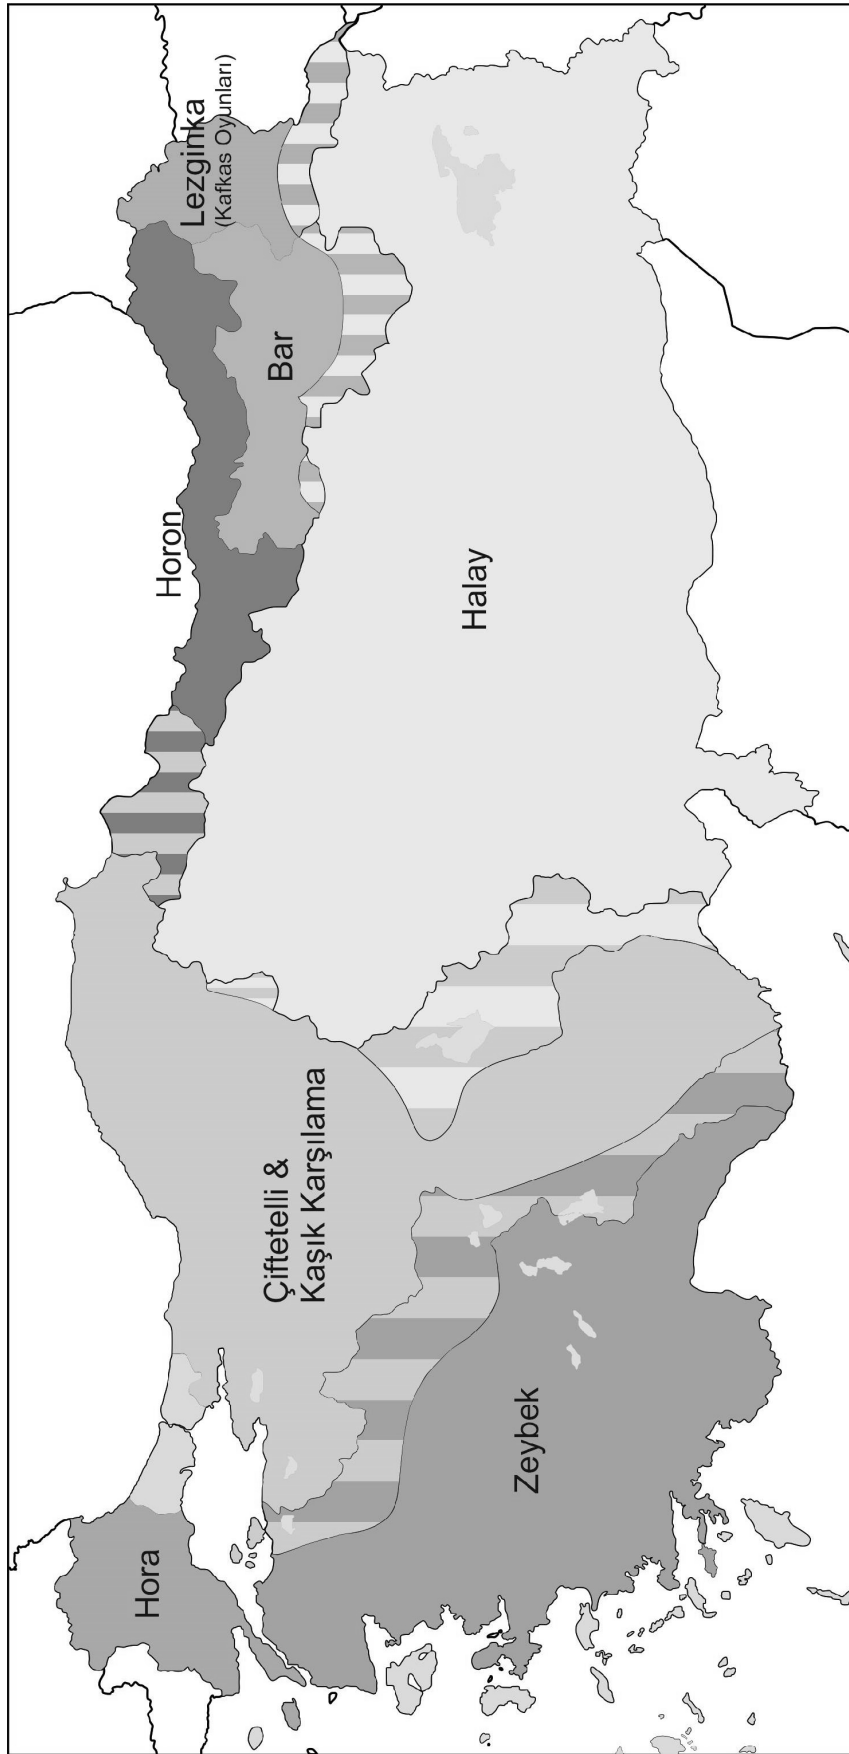 Hora
Zeybek
Çiftetelli &
Kaşık Karşılama
Halay
Horon
Bar
Lezginka
(Kafkas Oyunları)